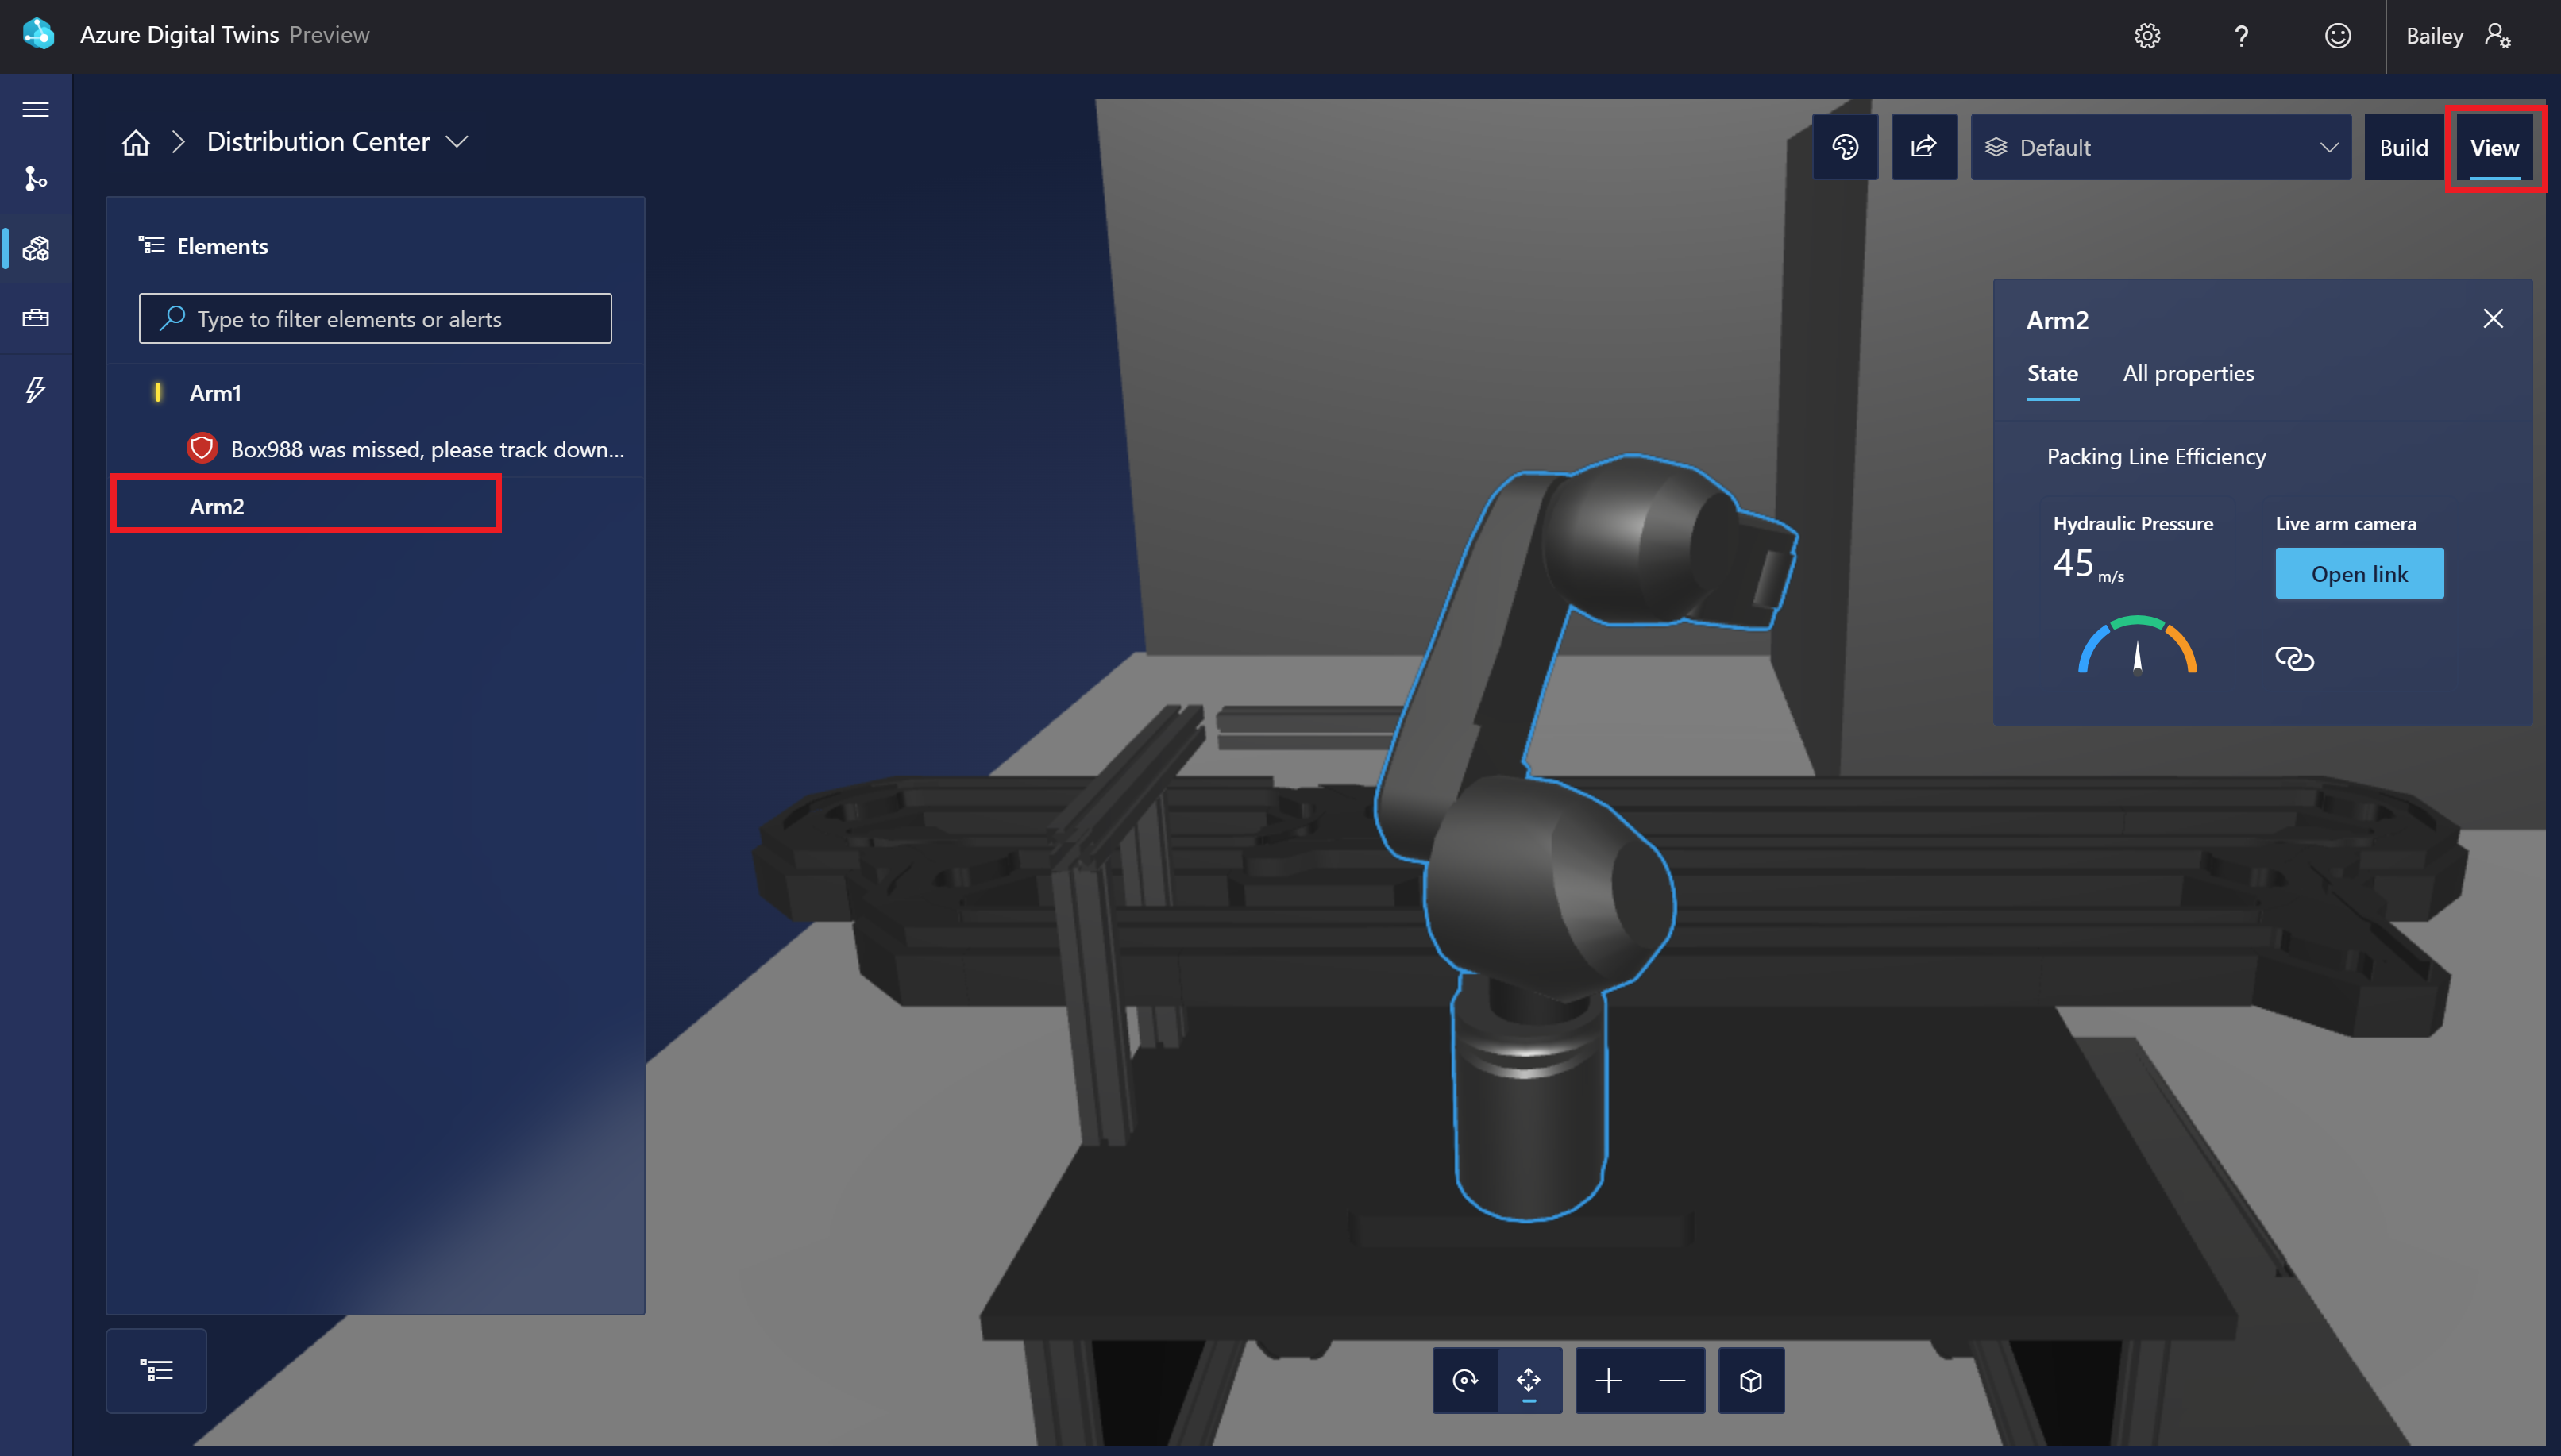 Azure Digital Twins Preview
? Bailey
Distribution Center
Default
Build
View
Elements
Type to filter elements or alerts
Arm1
Box988 was missed, please track down...
Arm2
Arm2
State All properties
Packing Line Efficiency
Hydraulic Pressure Live arm camera
45 m/s
Open link